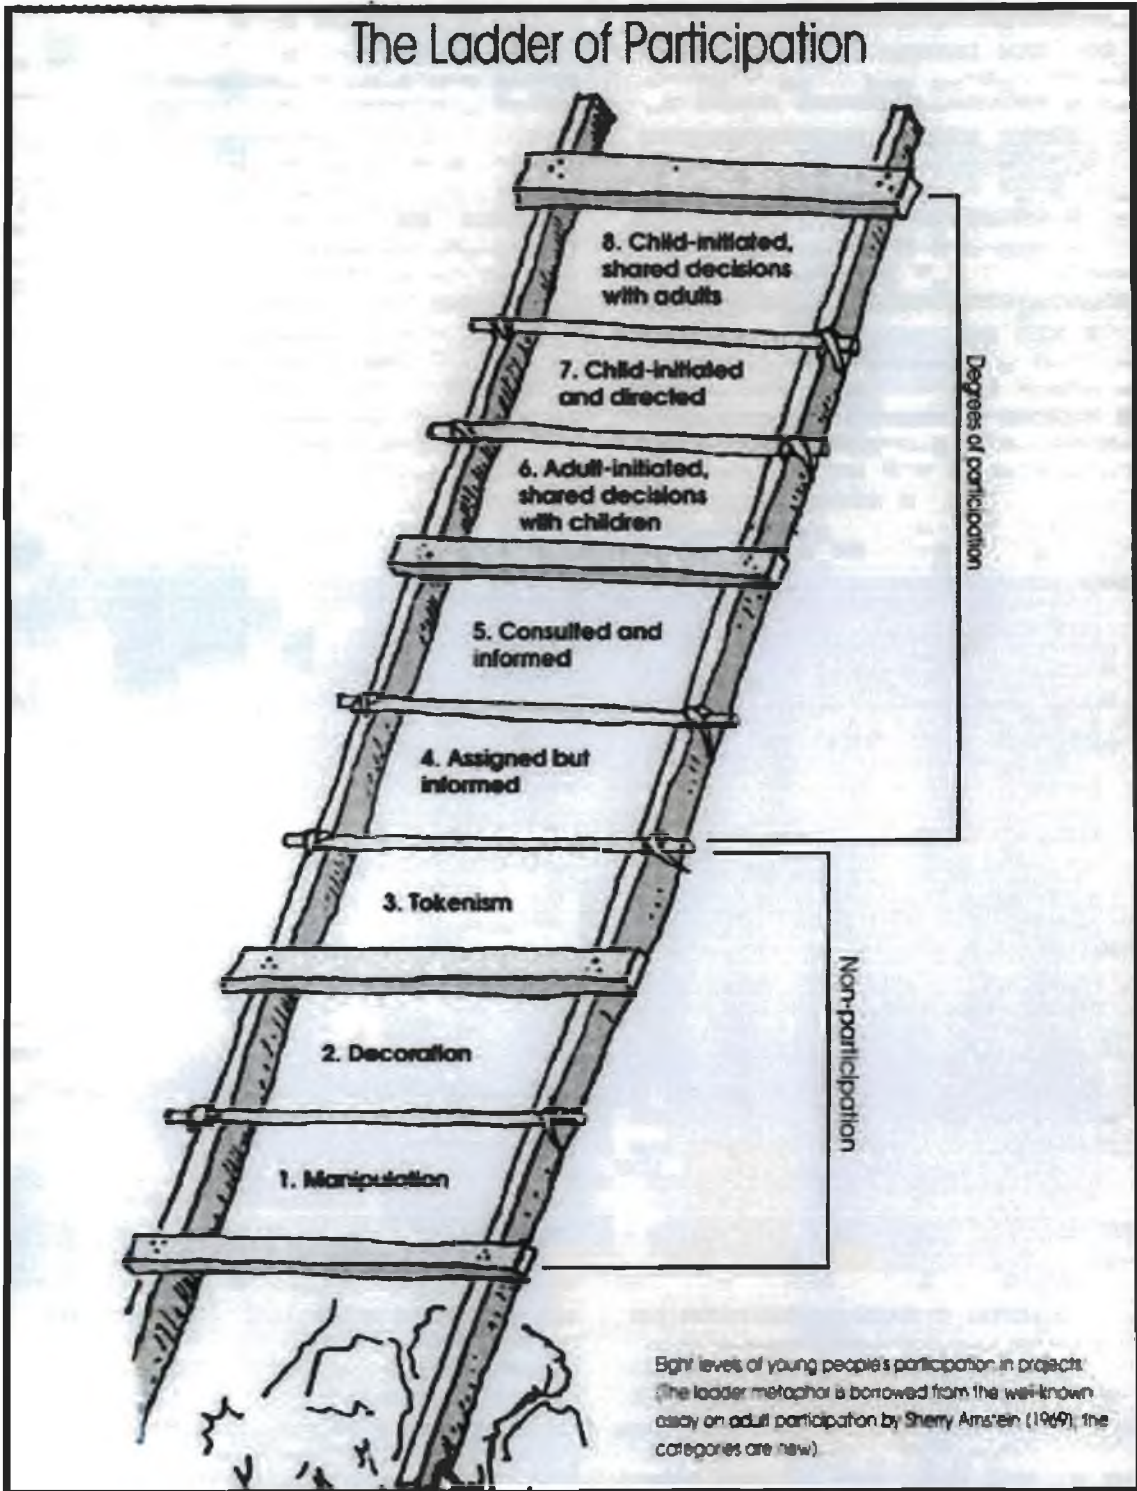 The Ladder of Participation
8. Child-initiated,
shared decisions
with adults
7. Child-initiated
and directed
6. Adult-initiated,
shared decisions
with children
5. Consulted and
informed
4. Assigned but
informed
3. Tokenism
2. Decoration
1. Manipulation
Degrees of participation
Non-participation
Eight levels of young people's participation in projects
(The ladder metaphor is borrowed from the well-known
essay on adult participation by Sherry Arnstein (1969), the
categories are new)